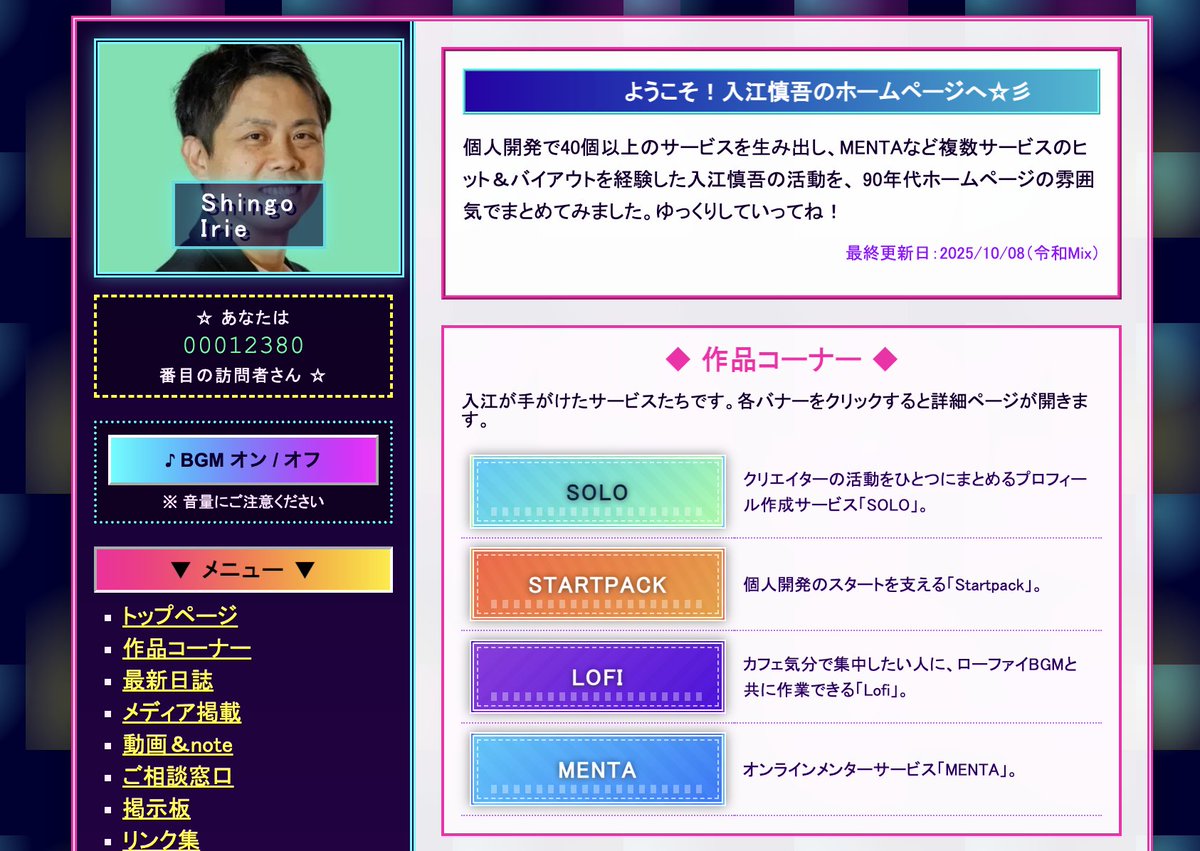 Shingo
Irie
☆ あなたは
00012380
番目の訪問者さん ☆
♪ BGM オン / オフ
※ 音量にご注意ください
▼ メニュー ▼
トップページ
作品コーナー
最新日誌
メディア掲載
動画＆note
ご相談窓口
掲示板
リンク集
ようこそ！入江慎吾のホームページへ☆彡
個人開発で40個以上のサービスを生み出し、MENTAなど複数サービスのヒ
ット＆バイアウトを経験した入江慎吾の活動を、90年代ホームページの雰囲
気でまとめてみました。ゆっくりしていってね！
最終更新日：2025/10/08（令和Mix）
◆ 作品コーナー ◆
入江が手がけたサービスたちです。各バナーをクリックすると詳細ページが開きま
す。
SOLO
クリエイターの活動をひとつにまとめるプロフィー
ル作成サービス「SOLO」。
STARTPACK
個人開発のスタートを支える「Startpack」。
LOFI
カフェ気分で集中したい人に、ローファイBGMと
共に作業できる「Lofi」。
MENTA
オンラインメンターサービス「MENTA」。